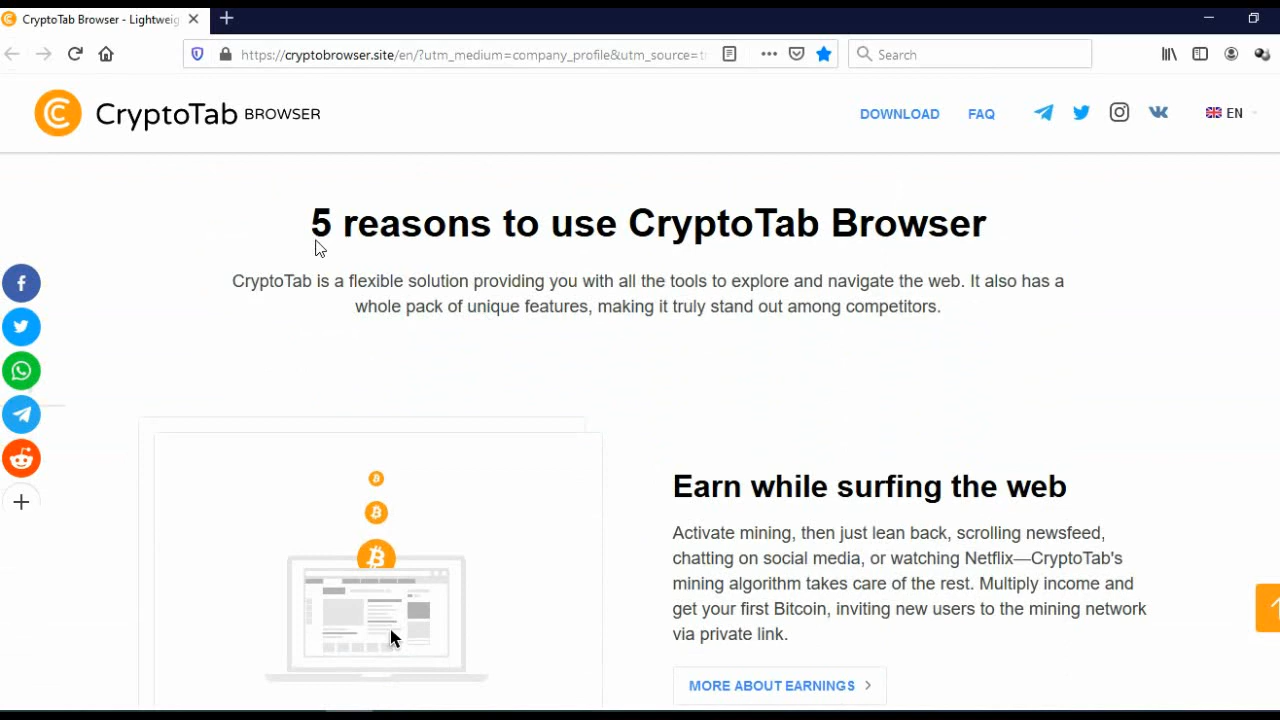 CryptoTab Browser - Lightweig
https://cryptobrowser.site/en/?utm_medium=company_profile&utm_source=t
Search
CryptoTab BROWSER
DOWNLOAD
FAQ
EN
5 reasons to use CryptoTab Browser
CryptoTab is a flexible solution providing you with all the tools to explore and navigate the web. It also has a
whole pack of unique features, making it truly stand out among competitors.
Earn while surfing the web
Activate mining, then just lean back, scrolling newsfeed,
chatting on social media, or watching Netflix—CryptoTab's
mining algorithm takes care of the rest. Multiply income and
get your first Bitcoin, inviting new users to the mining network
via private link.
MORE ABOUT EARNINGS